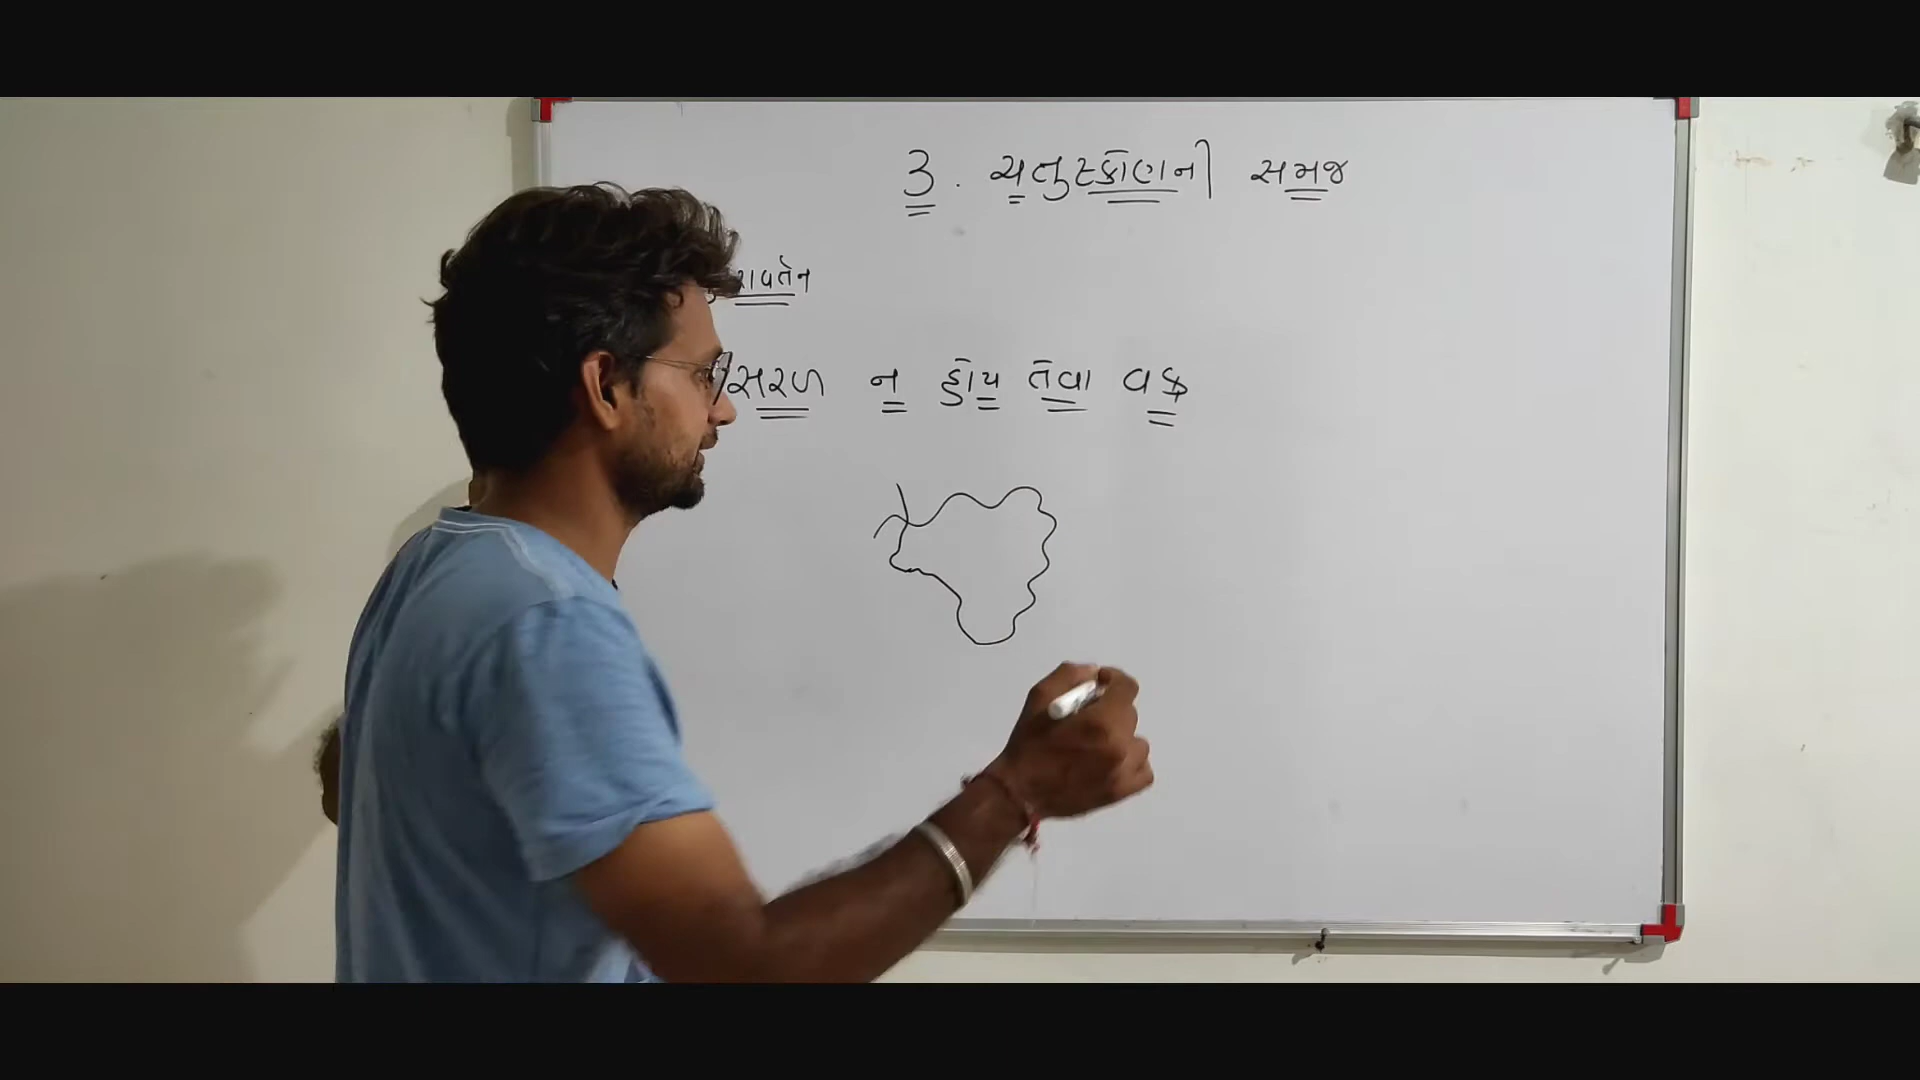 3. ચતુષ્કોણની સમજ
સરળ ન હોય તેવા વક્ર